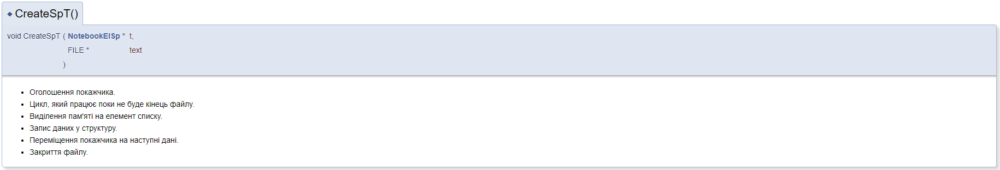 CreateSpT()
void CreateSpT ( NotebookElSp * t,
FILE * text
)
Оголошення покажчика.
Цикл, який працює поки не буде кінець файлу.
Виділення пам'яті на елемент списку.
Запис даних у структуру.
Переміщення покажчика на наступні дані.
Закриття файлу.